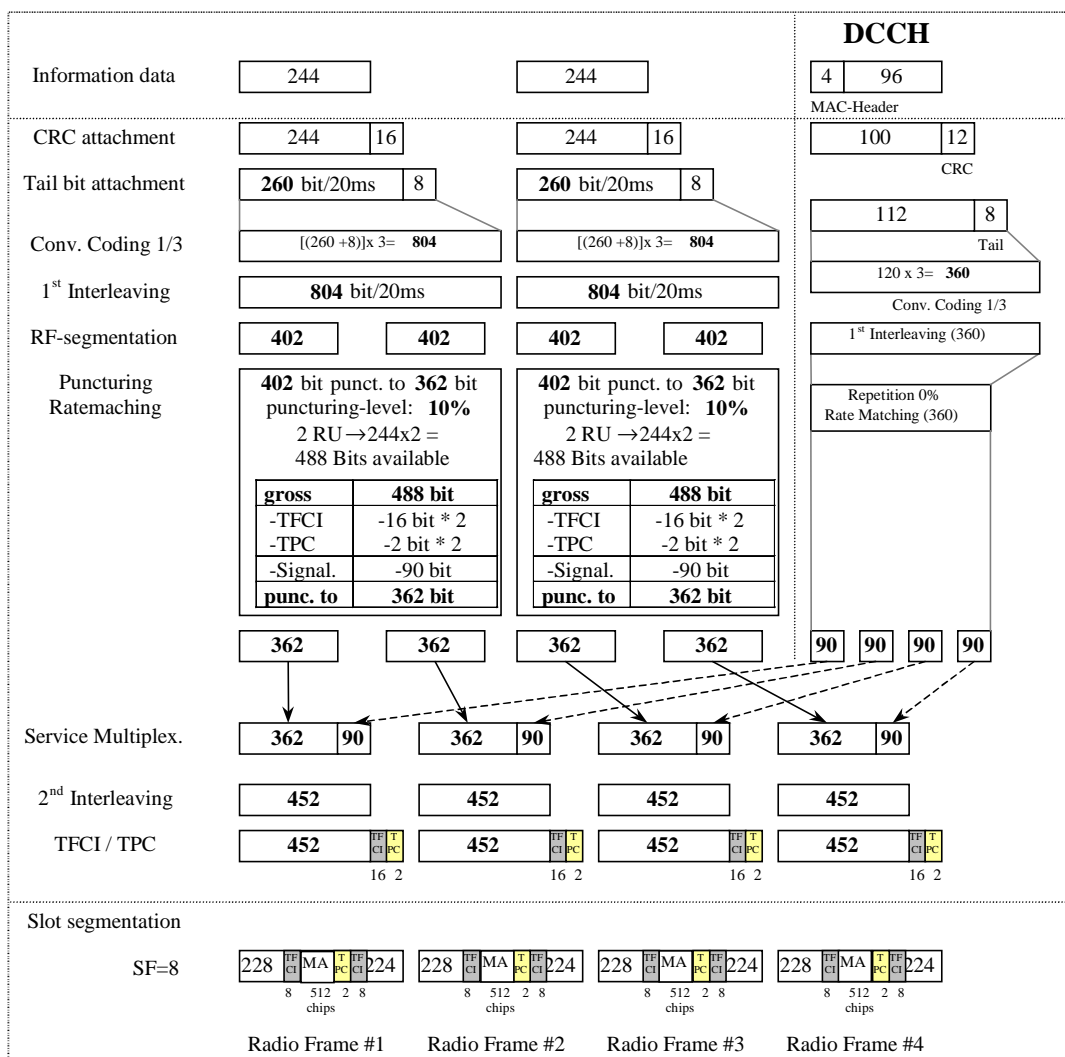 DCCH
Information data 244 244 4 96
MAC-Header
CRC attachment 244 16 244 16 100 12
CRC
Tail bit attachment 260 bit/20ms 8 260 bit/20ms 8
112 8
Tail
Conv. Coding 1/3 [(260 +8)]x 3= 804 [(260 +8)]x 3= 804
120 x 3= 360
Conv. Coding 1/3
1st Interleaving 804 bit/20ms 804 bit/20ms
RF-segmentation 402 402 402 402 1st Interleaving (360)
Puncturing
Ratemaching
402 bit punct. to 362 bit
puncturing-level: 10%
2 RU →244x2 =
488 Bits available
gross 488 bit
-TFCI -16 bit * 2
-TPC -2 bit * 2
-Signal. -90 bit
punc. to 362 bit
402 bit punct. to 362 bit
puncturing-level: 10%
2 RU →244x2 =
488 Bits available
gross 488 bit
-TFCI -16 bit * 2
-TPC -2 bit * 2
-Signal. -90 bit
punc. to 362 bit
Repetition 0%
Rate Matching (360)
362 362 362 362 90 90 90 90
Service Multiplex. 362 90 362 90 362 90 362 90
2nd Interleaving 452 452 452 452
TFCI / TPC 452 TF CI T PC 452 TF CI T PC 452 TF CI T PC 452 TF CI T PC
16 2 16 2 16 2 16 2
Slot segmentation
SF=8 228 TF CI MA T PC TF CI 224 228 TF CI MA T PC TF CI 224 228 TF CI MA T PC TF CI 224 228 TF CI MA T PC TF CI 224
8 512 2 8 8 512 2 8 8 512 2 8 8 512 2 8
chips chips chips chips
Radio Frame #1 Radio Frame #2 Radio Frame #3 Radio Frame #4